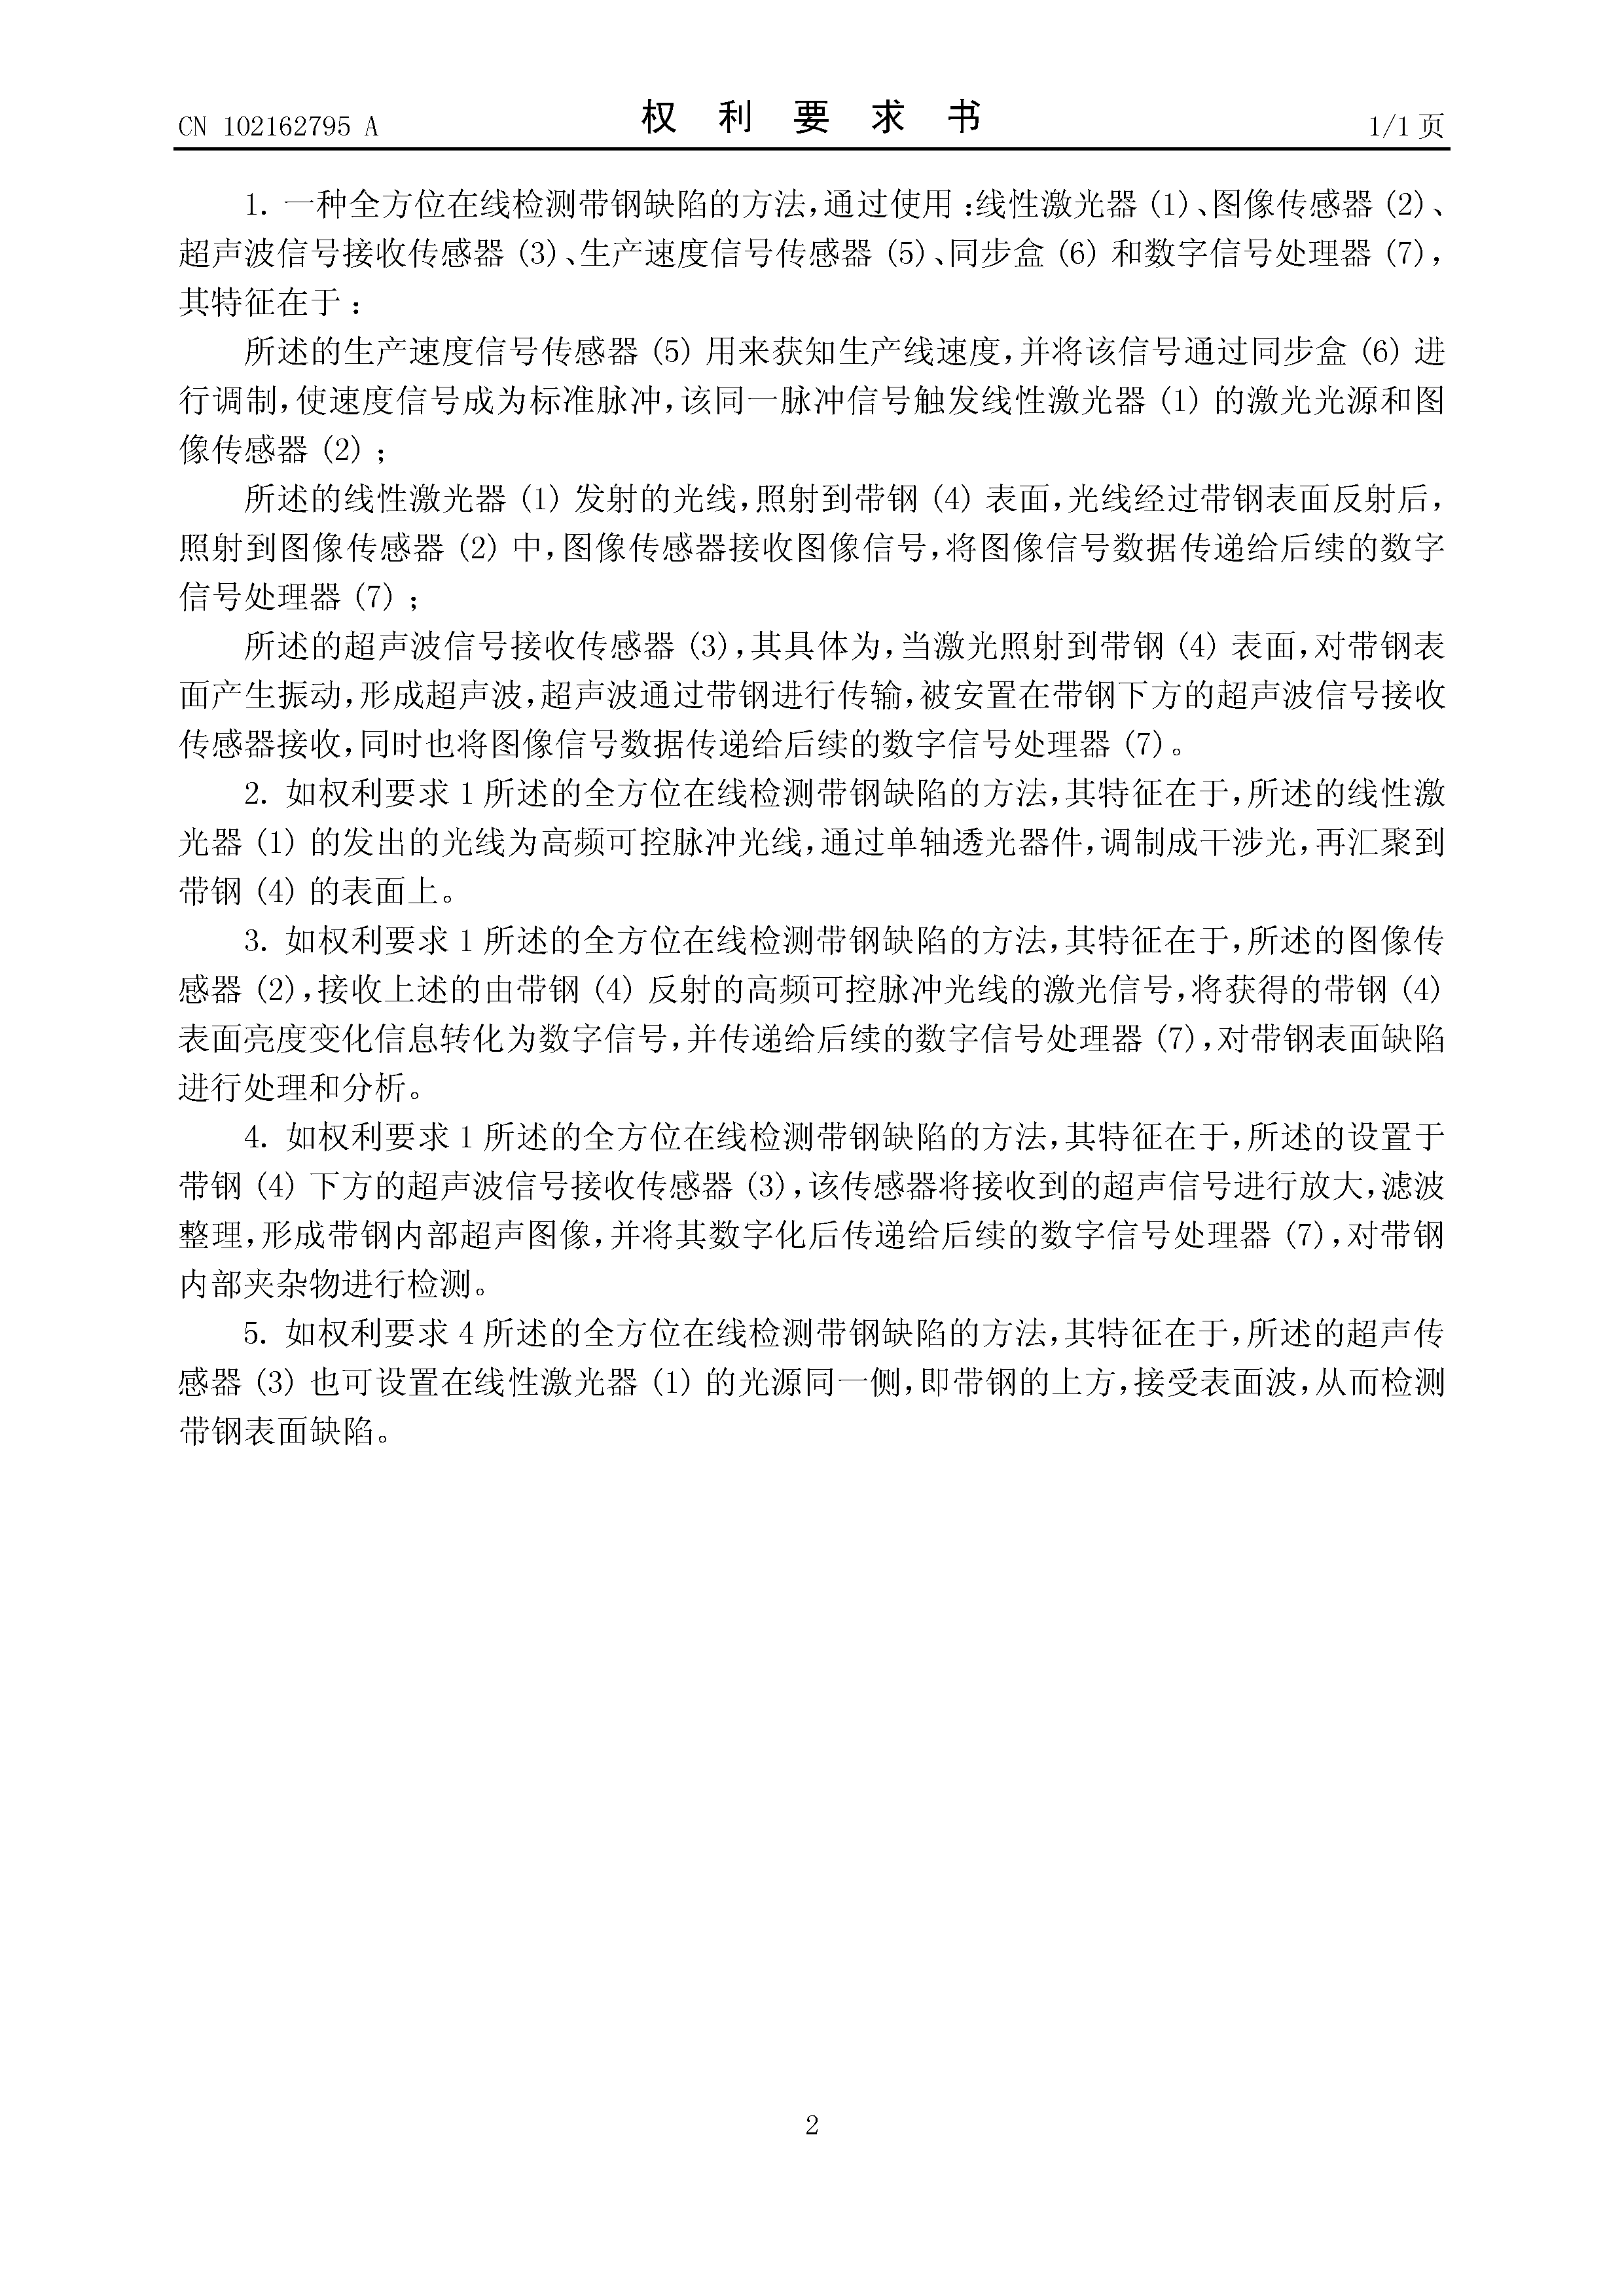 CN 102162795 A
权 利 要 求 书
1/1 页
1. 一种全方位在线检测带钢缺陷的方法,通过使用:线性激光器(1)、图像传感器(2)、
超声波信号接收传感器(3)、生产速度信号传感器(5)、同步盒(6)和数字信号处理器(7),
其特征在于:
所述的生产速度信号传感器(5)用来获知生产线速度,并将该信号通过同步盒(6)进
行调制,使速度信号成为标准脉冲,该同一脉冲信号触发线性激光器(1)的激光光源和图
像传感器(2);
所述的线性激光器(1)发射的光线,照射到带钢(4)表面,光线经过带钢表面反射后,
照射到图像传感器(2)中,图像传感器接收图像信号,将图像信号数据传递给后续的数字
信号处理器(7);
所述的超声波信号接收传感器(3),其具体为,当激光照射到带钢(4)表面,对带钢表
面产生振动,形成超声波,超声波通过带钢进行传输,被安置在带钢下方的超声波信号接收
传感器接收,同时也将图像信号数据传递给后续的数字信号处理器(7)。
2. 如权利要求1所述的全方位在线检测带钢缺陷的方法,其特征在于,所述的线性激
光器(1)的发出的光线为高频可控脉冲光线,通过单轴透光器件,调制成干涉光,再汇聚到
带钢(4)的表面上。
3. 如权利要求1所述的全方位在线检测带钢缺陷的方法,其特征在于,所述的图像传
感器(2),接收上述的由带钢(4)反射的高频可控脉冲光线的激光信号,将获得的带钢(4)
表面亮度变化信息转化为数字信号,并传递给后续的数字信号处理器(7),对带钢表面缺陷
进行处理和分析。
4. 如权利要求1所述的全方位在线检测带钢缺陷的方法,其特征在于,所述的设置于
带钢(4)下方的超声波信号接收传感器(3),该传感器将接收到的超声信号进行放大,滤波
整理,形成带钢内部超声图像,并将其数字化后传递给后续的数字信号处理器(7),对带钢
内部夹杂物进行检测。
5. 如权利要求4所述的全方位在线检测带钢缺陷的方法,其特征在于,所述的超声传
感器(3)也可设置在线性激光器(1)的光源同一侧,即带钢的上方,接受表面波,从而检测
带钢表面缺陷。
2